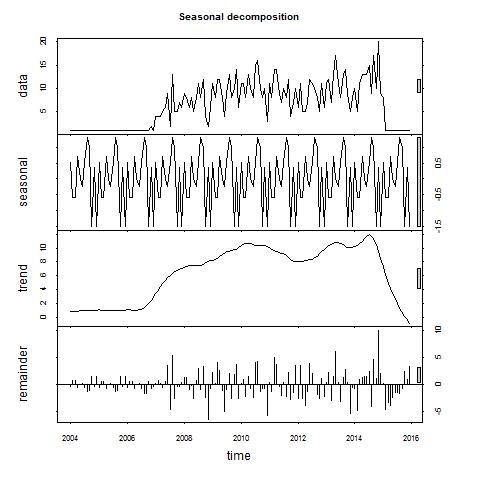 Seasonal decomposition
data
5 10 15 20
seasonal
-1.5 -0.5 0.5
trend
0 2 4 6 8 10
remainder
-5 0 5 10
2004 2006 2008 2010 2012 2014 2016
time